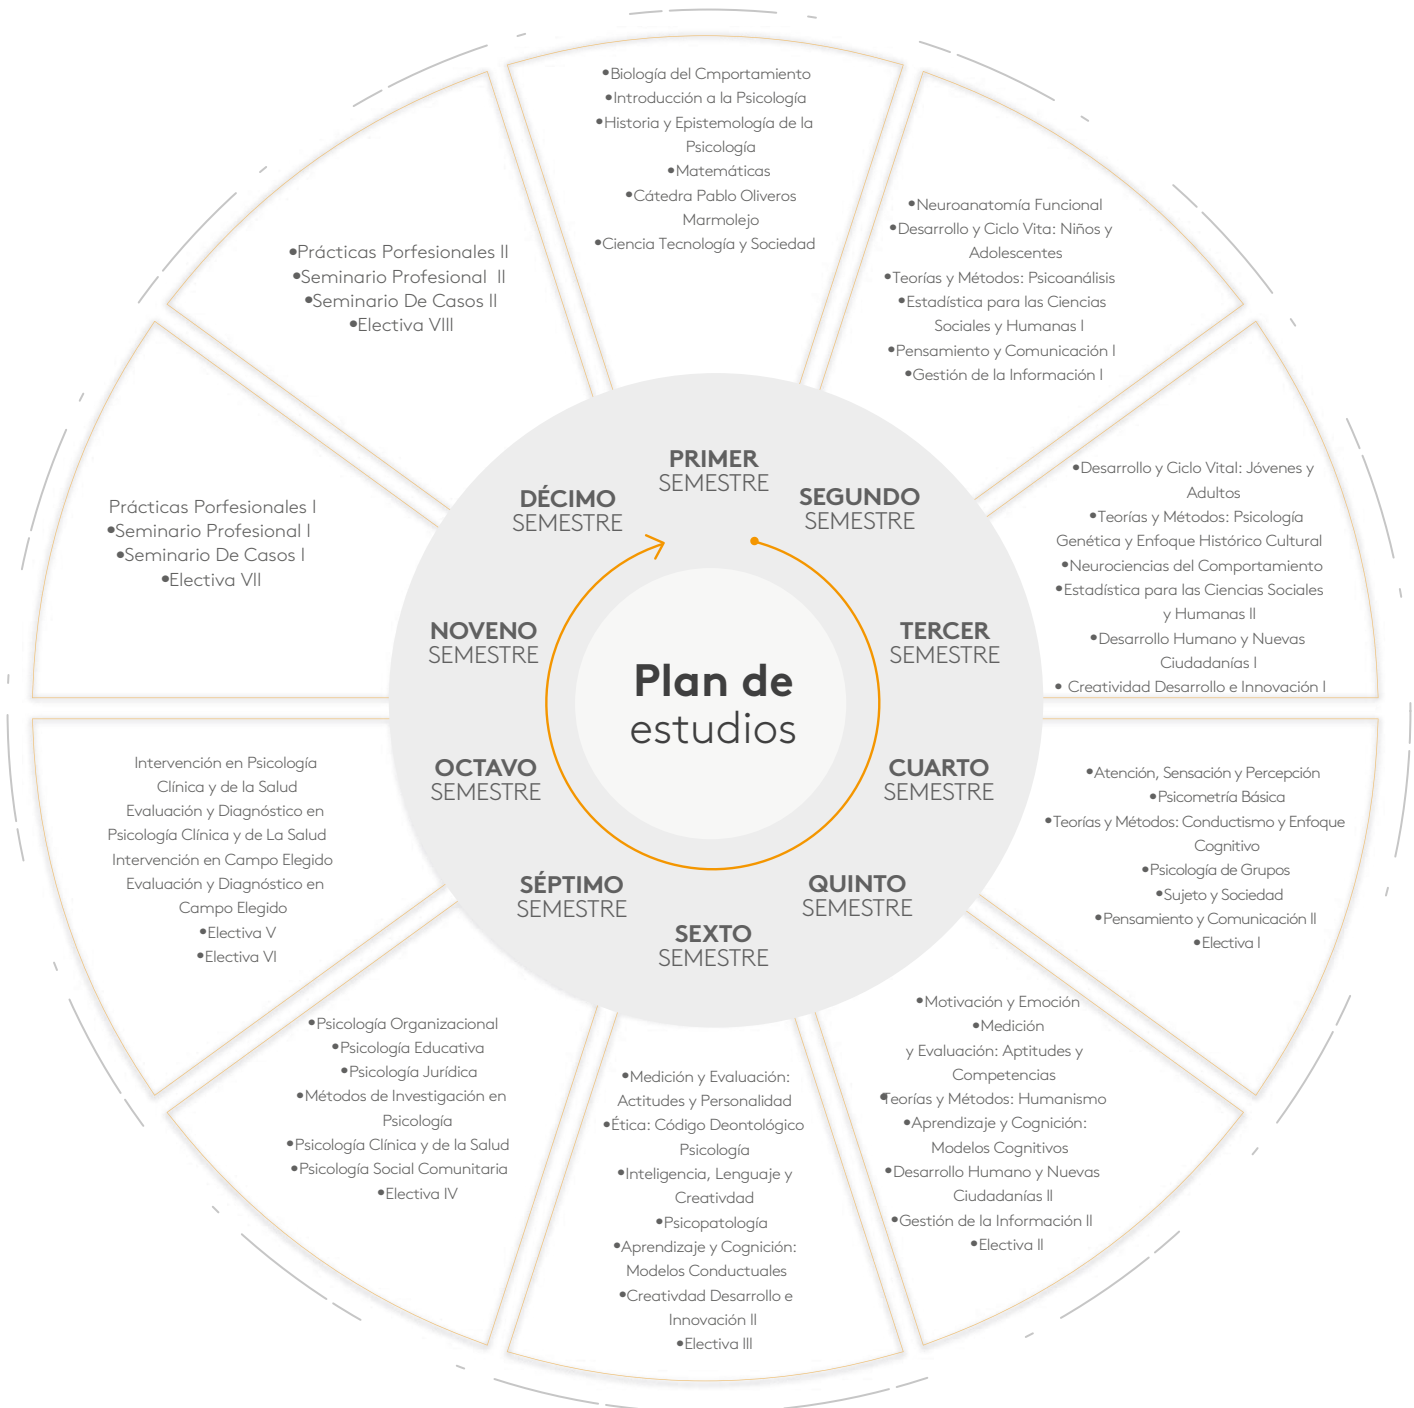 Plan de
estudios
PRIMER
SEMESTRE
•Biología del Cmportamiento
•Introducción a la Psicología
•Historia y Epistemología de la
Psicología
•Matemáticas
•Cátedra Pablo Oliveros
Marmolejo
•Ciencia Tecnología y Sociedad
SEGUNDO
SEMESTRE
•Neuroanatomía Funcional
•Desarrollo y Ciclo Vita: Niños y
Adolescentes
•Teorías y Métodos: Psicoanálisis
•Estadística para las Ciencias
Sociales y Humanas I
•Pensamiento y Comunicación I
•Gestión de la Información I
TERCER
SEMESTRE
•Desarrollo y Ciclo Vital: Jóvenes y
Adultos
•Teorías y Métodos: Psicología
Genética y Enfoque Histórico Cultural
•Neurociencias del Comportamiento
•Estadística para las Ciencias Sociales
y Humanas II
•Desarrollo Humano y Nuevas
Ciudadanías I
• Creatividad Desarrollo e Innovación I
CUARTO
SEMESTRE
•Atención, Sensación y Percepción
•Psicometría Básica
•Teorías y Métodos: Conductismo y Enfoque
Cognitivo
•Psicología de Grupos
•Sujeto y Sociedad
•Pensamiento y Comunicación II
•Electiva I
QUINTO
SEMESTRE
•Motivación y Emoción
•Medición
y Evaluación: Aptitudes y
Competencias
•Teorías y Métodos: Humanismo
•Aprendizaje y Cognición:
Modelos Cognitivos
•Desarrollo Humano y Nuevas
Ciudadanías II
•Gestión de la Información II
•Electiva II
SEXTO
SEMESTRE
•Medición y Evaluación:
Actitudes y Personalidad
•Ética: Código Deontológico
Psicología
•Inteligencia, Lenguaje y
Creativdad
•Psicopatología
•Aprendizaje y Cognición:
Modelos Conductuales
•Creativdad Desarrollo e
Innovación II
•Electiva III
SÉPTIMO
SEMESTRE
•Psicología Organizacional
•Psicología Educativa
•Psicología Jurídica
•Métodos de Investigación en
Psicología
•Psicología Clínica y de la Salud
•Psicología Social Comunitaria
•Electiva IV
OCTAVO
SEMESTRE
Intervención en Psicología
Clínica y de la Salud
Evaluación y Diagnóstico en
Psicología Clínica y de La Salud
Intervención en Campo Elegido
Evaluación y Diagnóstico en
Campo Elegido
•Electiva V
•Electiva VI
NOVENO
SEMESTRE
Prácticas Porfesionales I
•Seminario Profesional I
•Seminario De Casos I
•Electiva VII
DÉCIMO
SEMESTRE
•Prácticas Porfesionales II
•Seminario Profesional II
•Seminario De Casos II
•Electiva VIII